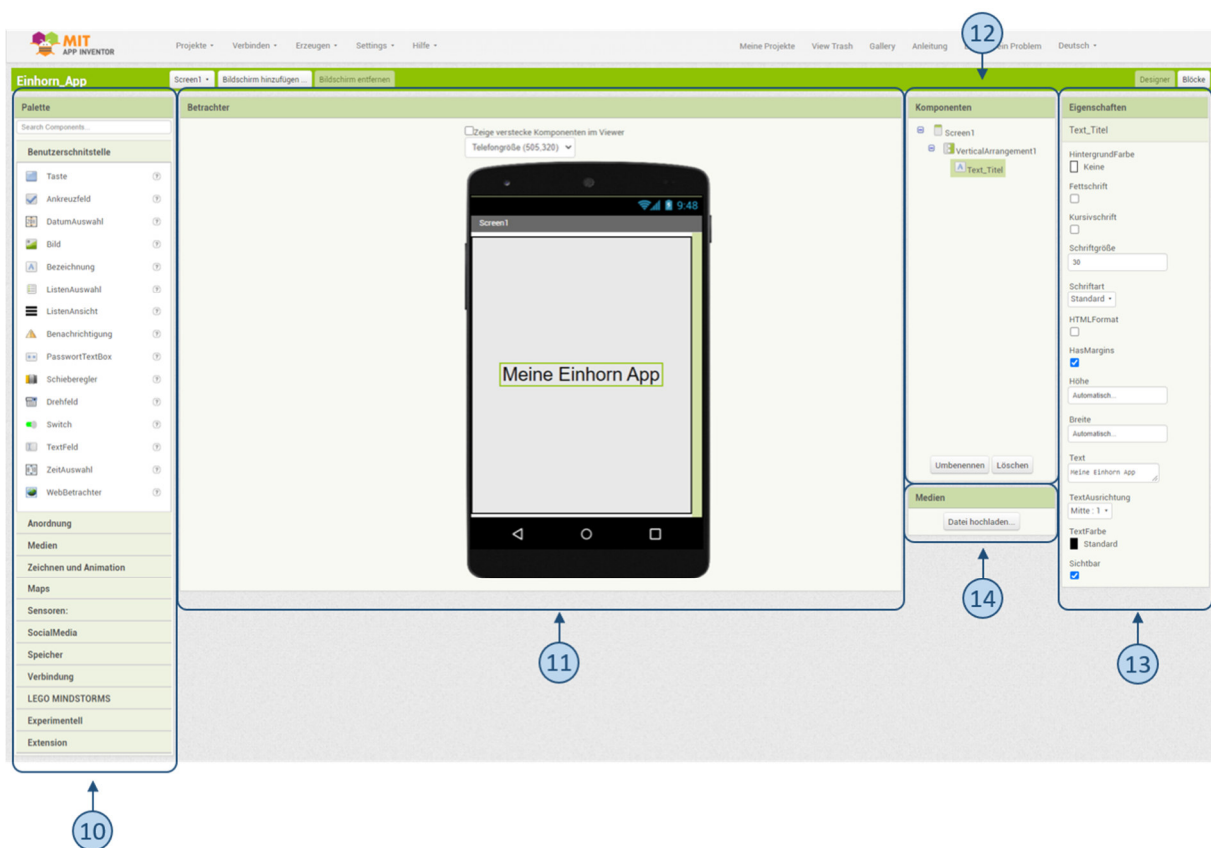 MIT
APP INVENTOR
Projekte
Verbinden
Erzeugen
Settings
Hilfe
Meine Projekte
View Trash
Gallery
Anleitung
ein Problem
Deutsch
12
Einhorn_App
Screen1
Bildschirm hinzufügen ...
Bildschirm entfernen
Designer
Blöcke
Palette
Search Components...
Benutzerschnitstelle
Taste
Ankreuzfeld
DatumAuswahl
Bild
Bezeichnung
ListenAuswahl
ListenAnsicht
Benachrichtigung
PasswortTextBox
Schieberegler
Drehfeld
Switch
TextFeld
ZeitAuswahl
WebBetrachter
Anordnung
Medien
Zeichnen und Animation
Maps
Sensoren:
SocialMedia
Speicher
Verbindung
LEGO MINDSTORMS
Experimentell
Extension
10
Betrachter
Zeige verstecke Komponenten im Viewer
Telefongröße (505,320)
9:48
Screen1
Meine Einhorn App
11
Komponenten
Screen1
VerticalArrangement1
A Text_Titel
Umbenennen Löschen
Medien
Datei hochladen...
14
Eigenschaften
Text_Titel
HintergrundFarbe
Keine
Fettschrift
Kursivschrift
Schriftgröße
30
Schriftart
Standard
HTMLFormat
HasMargins
Höhe
Automatisch...
Breite
Automatisch...
Text
Meine Einhorn App
TextAusrichtung
Mitte : 1
TextFarbe
Standard
Sichtbar
13